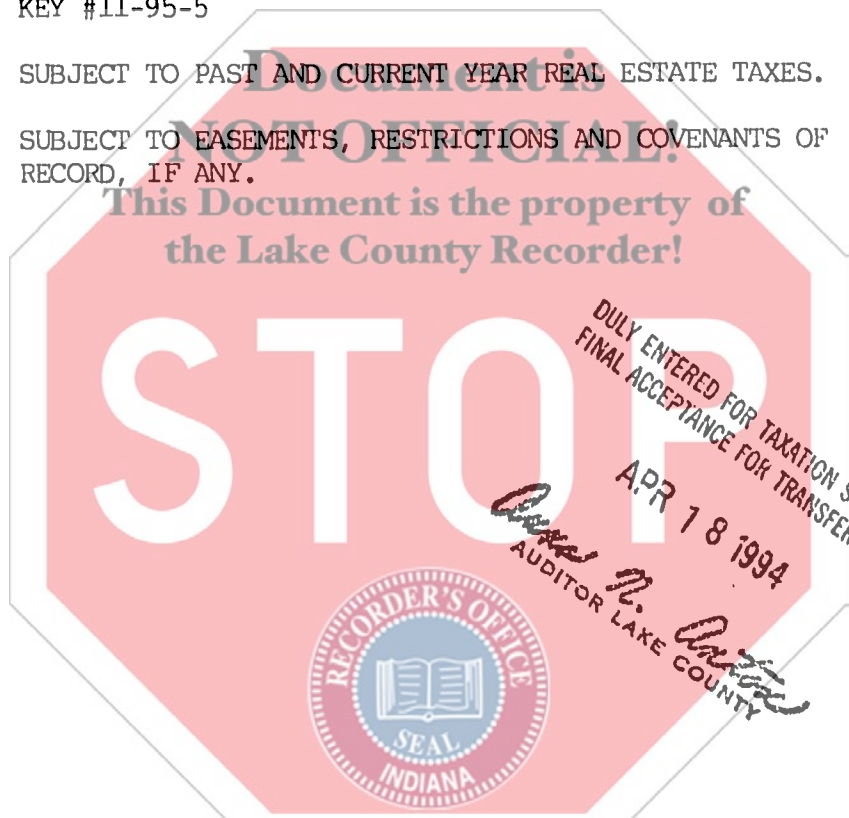 KEY #11-95-5
SUBJECT TO PAST AND CURRENT YEAR REAL ESTATE TAXES.
SUBJECT TO EASEMENTS, RESTRICTIONS AND COVENANTS OF
RECORD, IF ANY.
Document is
NOT OFFICIAL!
This Document is the property of
the Lake County Recorder!
STOP
DULY ENTERED FOR TAXATION S
FINAL ACCEPTANCE FOR TRANSFER
APR 18 1994
AUDITOR LAKE COUNTY
RECORDER'S OFFICE
SEAL
INDIANA